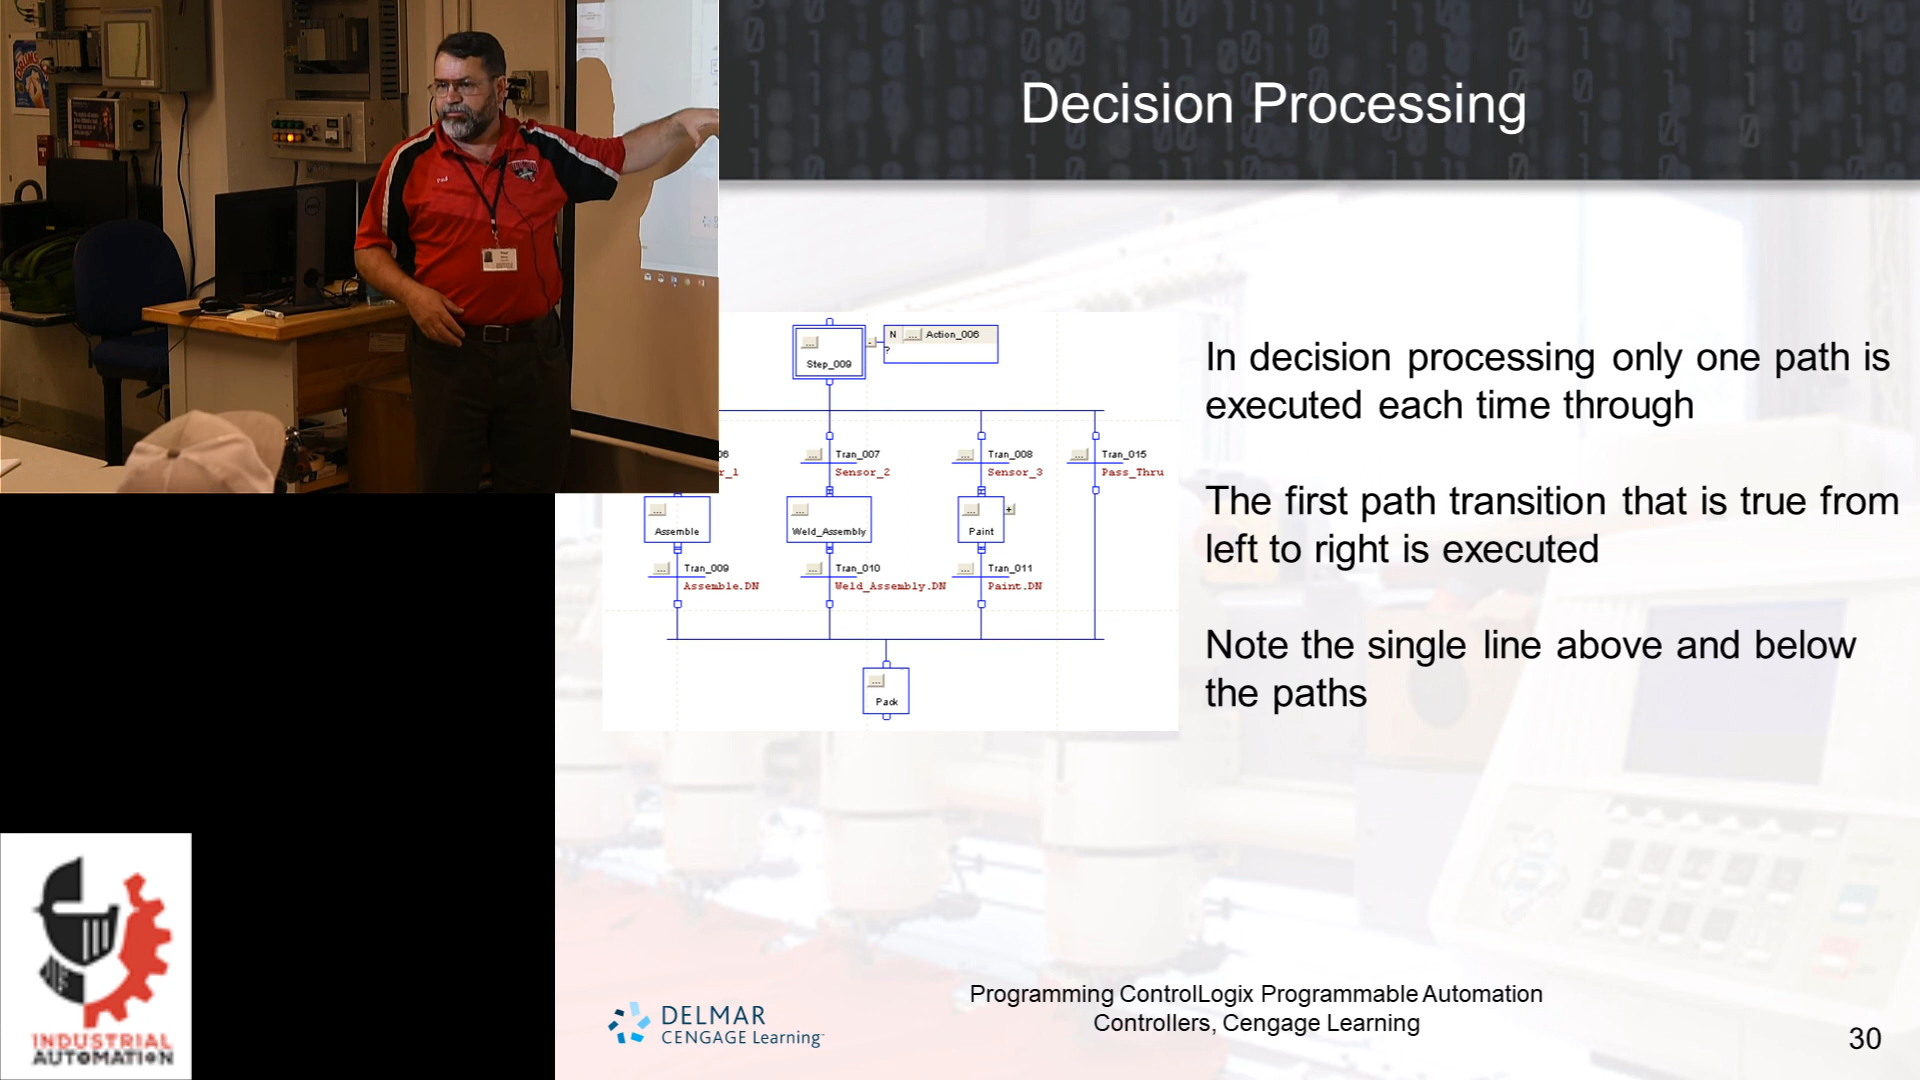 Decision Processing
N ... Action_006
?
...
Step_009
06
r_1
Tran_007
Sensor_2
Tran_008
Sensor_3
Tran_015
Pass_Thru
Assemble
Weld_Assembly
Paint
Tran_009
Assemble.DN
Tran_010
Weld_Assembly.DN
Tran_011
Paint.DN
Pack
In decision processing only one path is
executed each time through
The first path transition that is true from
left to right is executed
Note the single line above and below
the paths
INDUSTRIAL
AUTOMATION
DELMAR
CENGAGE Learning
Programming ControlLogix Programmable Automation
Controllers, Cengage Learning
30